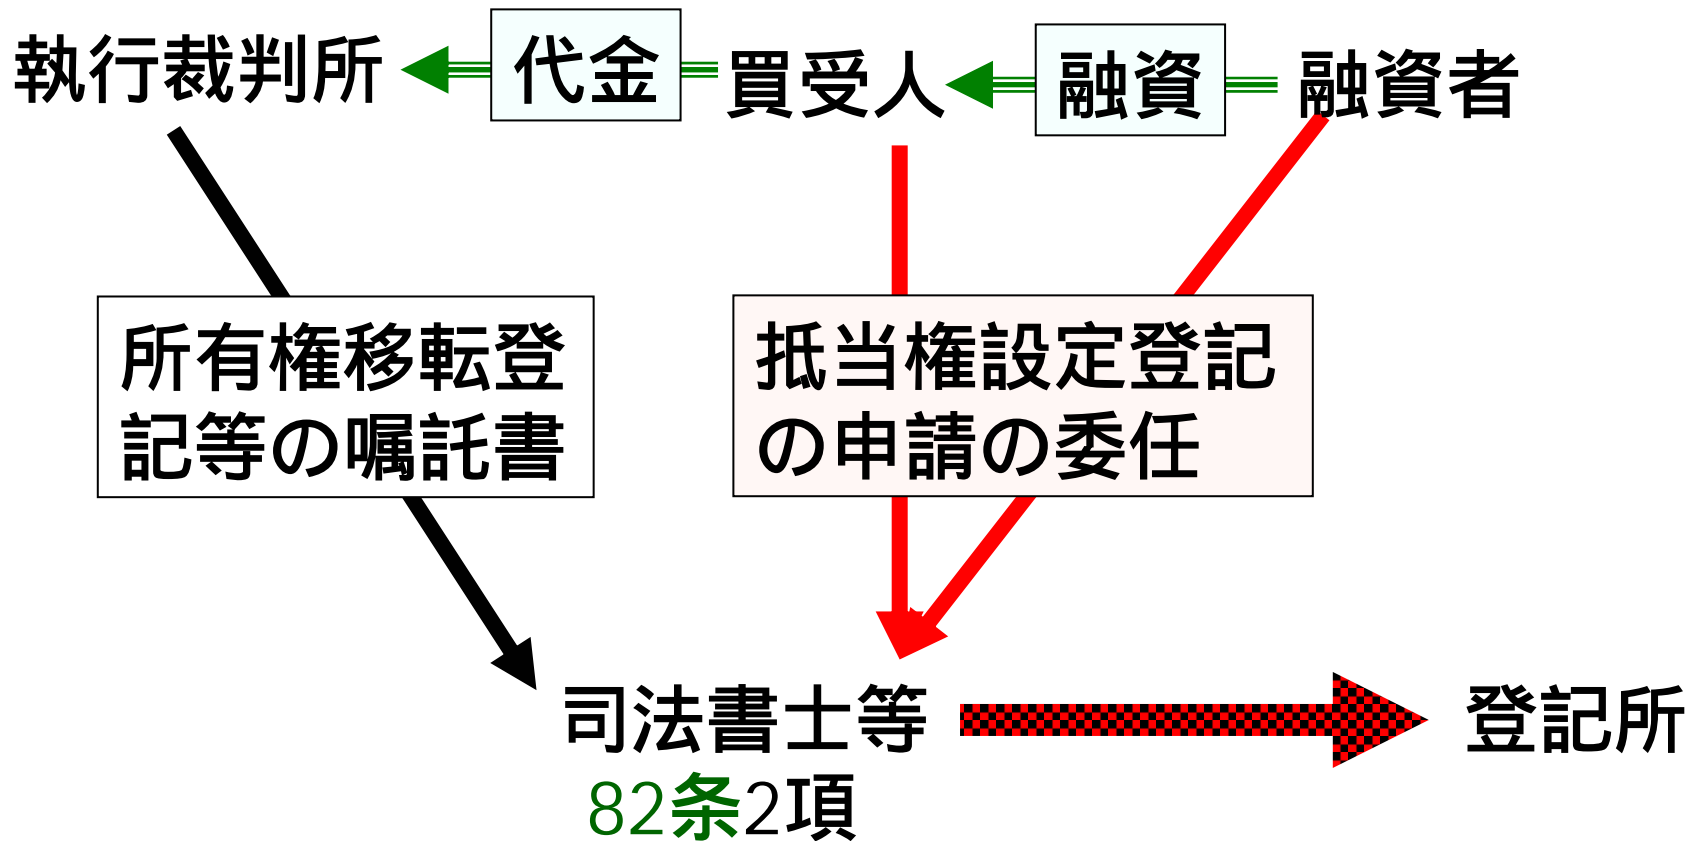 執行裁判所
代金
買受人
融資
融資者
所有権移転登
記等の嘱託書
抵当権設定登記
の申請の委任
司法書士等
82条2項
登記所